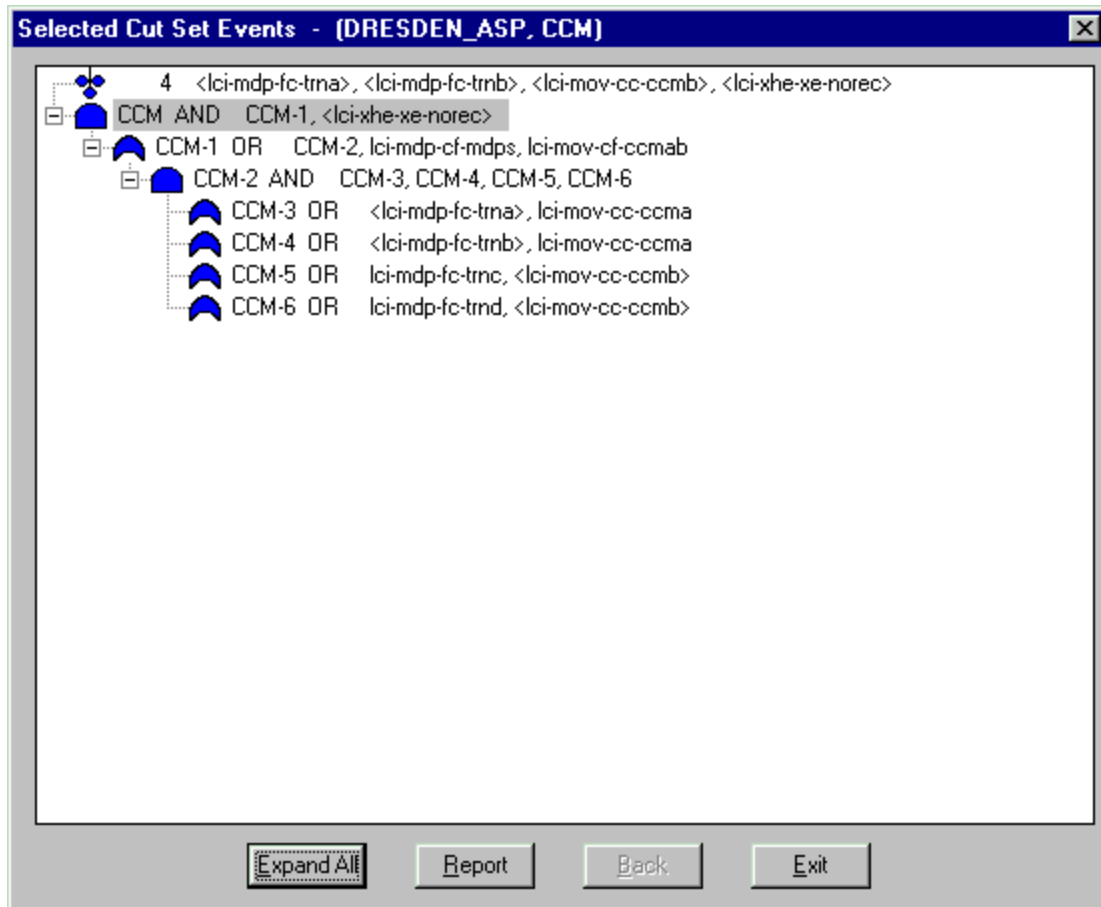 Selected Cut Set Events - (DRESDEN_ASP, CCM)
4 <lci-mdp-fc-trna>, <lci-mdp-fc-trnb>, <lci-mov-cc-ccmb>, <lci-xhe-xe-norec>
CCM AND CCM-1, <lci-xhe-xe-norec>
CCM-1 OR CCM-2, lci-mdp-cf-mdps, lci-mov-cf-ccmab
CCM-2 AND CCM-3, CCM-4, CCM-5, CCM-6
CCM-3 OR <lci-mdp-fc-trna>, lci-mov-cc-ccma
CCM-4 OR <lci-mdp-fc-trnb>, lci-mov-cc-ccma
CCM-5 OR lci-mdp-fc-trnc, <lci-mov-cc-ccmb>
CCM-6 OR lci-mdp-fc-trnd, <lci-mov-cc-ccmb>
Expand All Report Back Exit